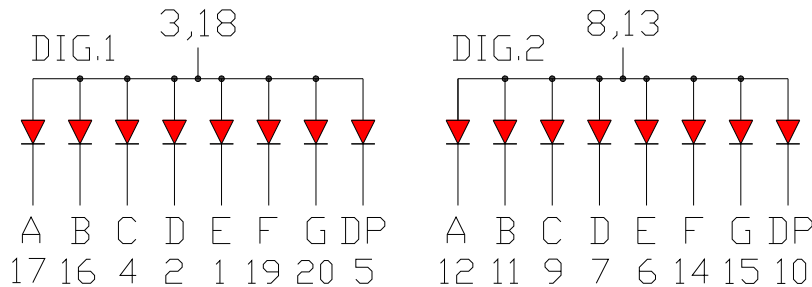 3,18 8,13
DIG.1 DIG.2
A B C D E F G DP A B C D E F G DP
17 16 4 2 1 19 20 5 12 11 9 7 6 14 15 10